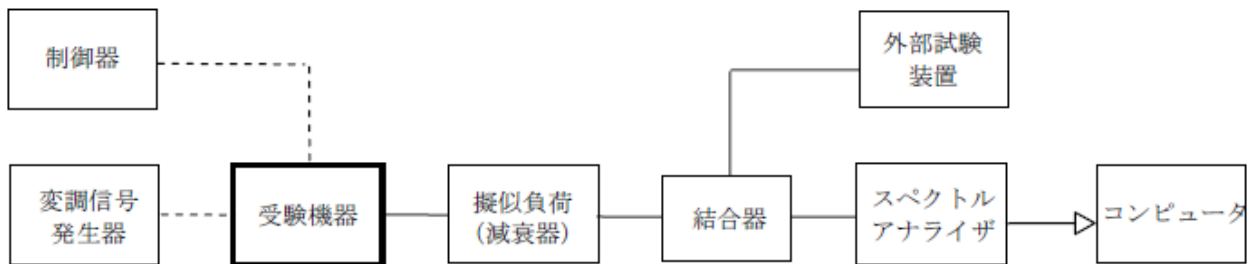 制御器
外部試験
装置
変調信号
発生器
受験機器
擬似負荷
(減衰器)
結合器
スペクトル
アナライザ
コンピュータ